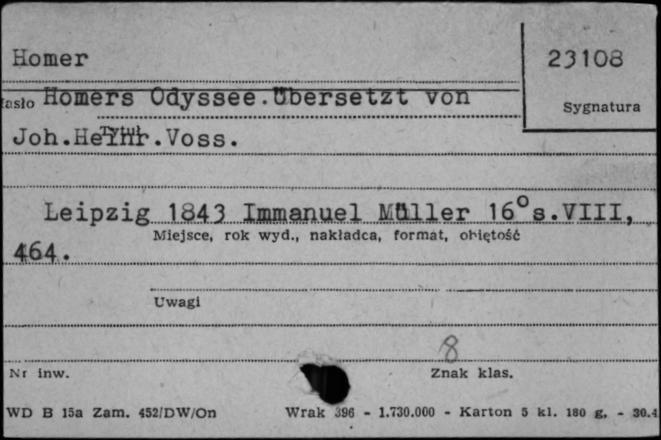 Homer
23108
Homers Odyssee.Übersetzt von
Sygnatura
Tytuł
Joh.Heinr.Voss.
Leipzig 1843 Immanuel Müller 16° s.VIII,
Miejsce, rok wyd., nakładca, format, objętość
464.
Uwagi
8
Nr inw.
Znak klas.
WD B 15a Zam. 452/DW/On
Wrak 396 - 1.730.000 - Karton 5 kl. 180 g. - 30.4